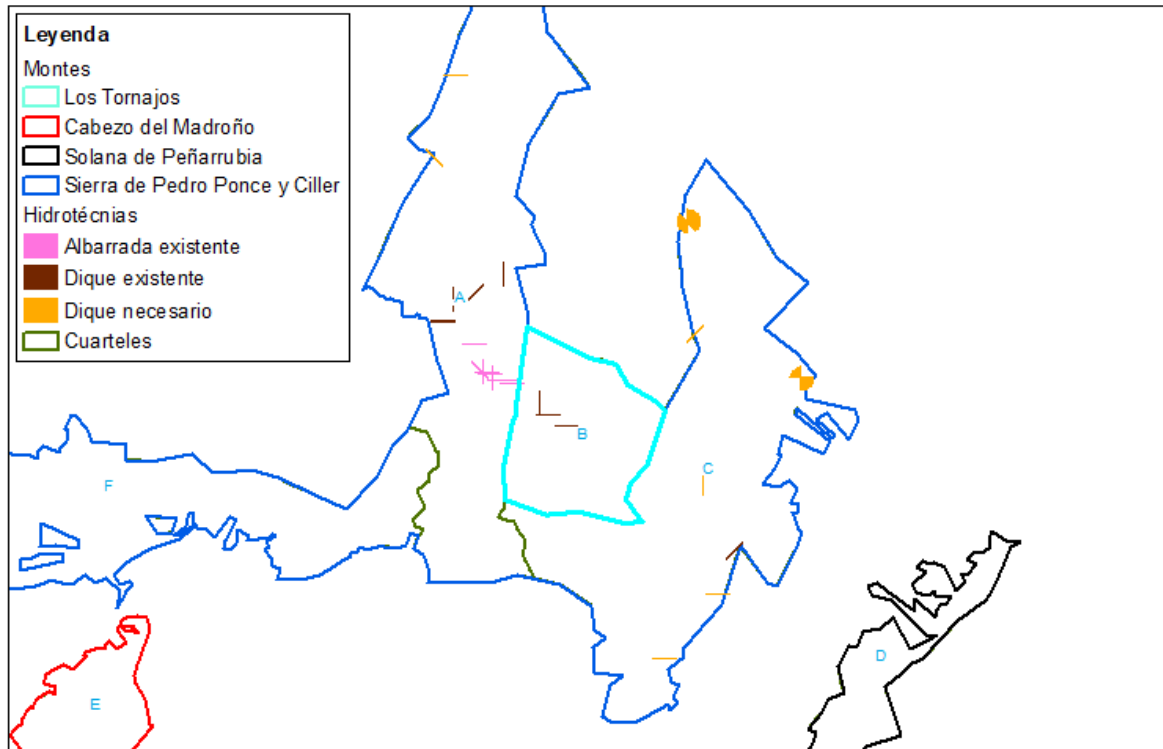 Leyenda
Montes
Los Tornajos
Cabezo del Madroño
Solana de Peñarrubia
Sierra de Pedro Ponce y Ciller
Hidrotécnias
Albarrada existente
Dique existente
Dique necesario
Cuarteles
A
B
C
F
D
E